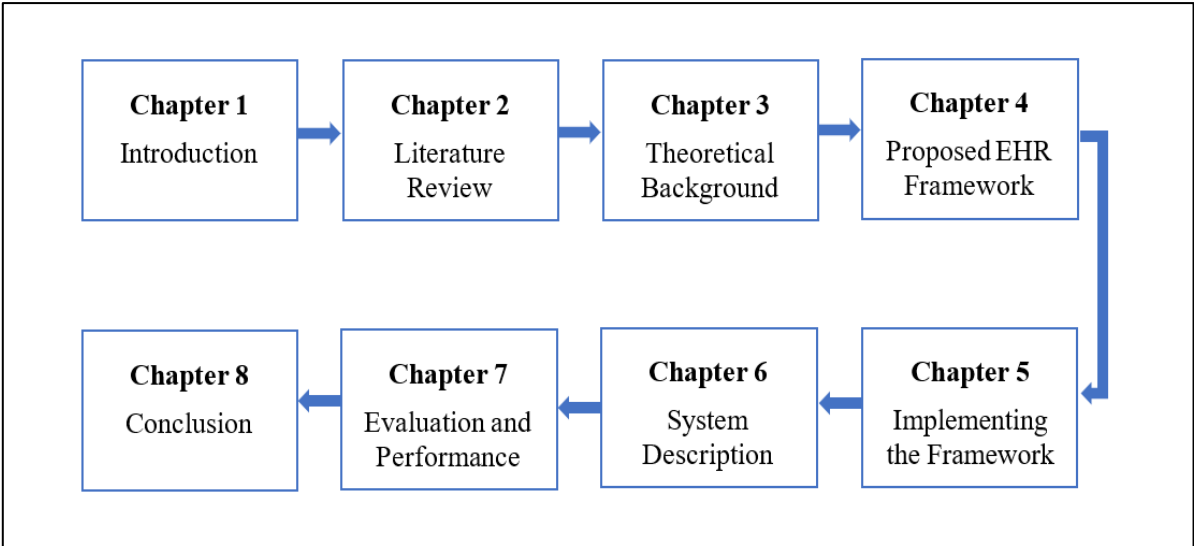 Chapter 1
Introduction
Chapter 2
Literature
Review
Chapter 3
Theoretical
Background
Chapter 4
Proposed EHR
Framework
Chapter 5
Implementing
the Framework
Chapter 6
System
Description
Chapter 7
Evaluation and
Performance
Chapter 8
Conclusion